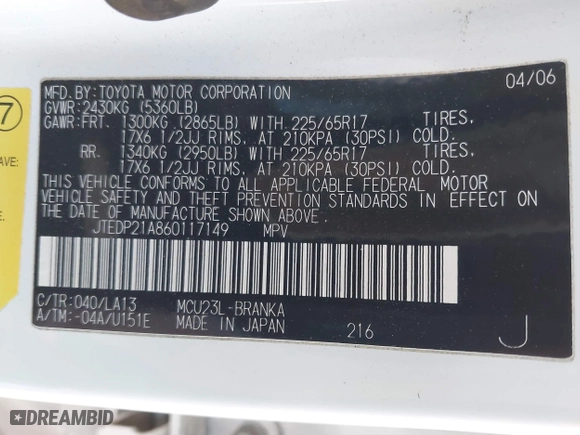 7
AVE:
S.
MFD.BY:TOYOTA MOTOR CORPORATION 04/06
GVWR:2430KG (5360LB)
GAWR:FRT. 1300KG (2865LB) WITH 225/65R17 TIRES,
17X6 1/2JJ RIMS, AT 210KPA (30PSI) COLD.
RR. 1340KG (2950LB) WITH 225/65R17 TIRES,
17X6 1/2JJ RIMS, AT 210KPA (30PSI) COLD.
THIS VEHICLE CONFORMS TO ALL APPLICABLE FEDERAL MOTOR
VEHICLE SAFETY AND THEFT PREVENTION STANDARDS IN EFFECT ON
THE DATE OF MANUFACTURE SHOWN ABOVE.
JTEDP21A860117149 MPV
C/TR:040/LA13 MCU23L-BRANKA
A/TM:-04A/U151E MADE IN JAPAN 216 J
DREAMBID